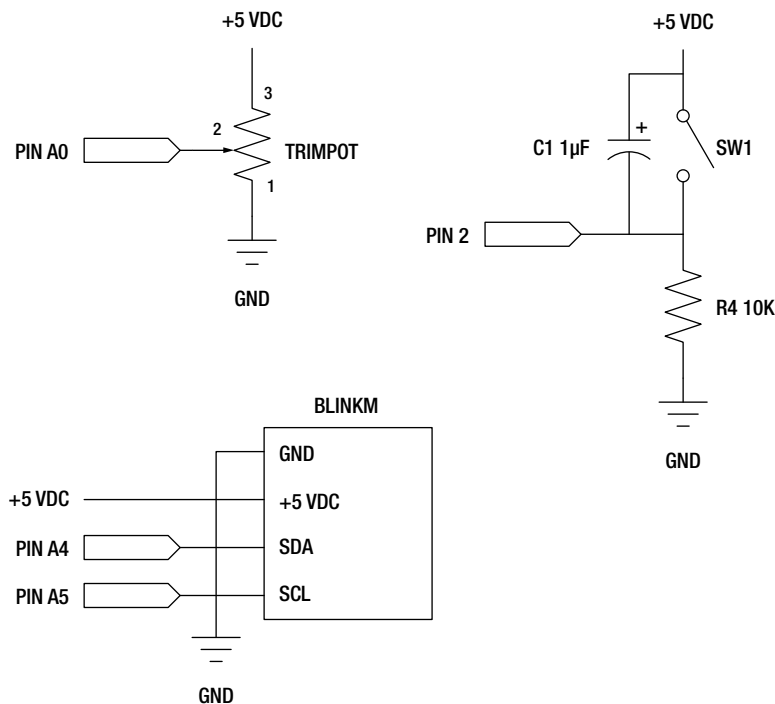 +5 VDC
3
2
PIN A0
TRIMPOT
1
GND
+5 VDC
+
C1 1µF
SW1
PIN 2
R4 10K
GND
BLINKM
GND
+5 VDC
+5 VDC
PIN A4
SDA
PIN A5
SCL
GND